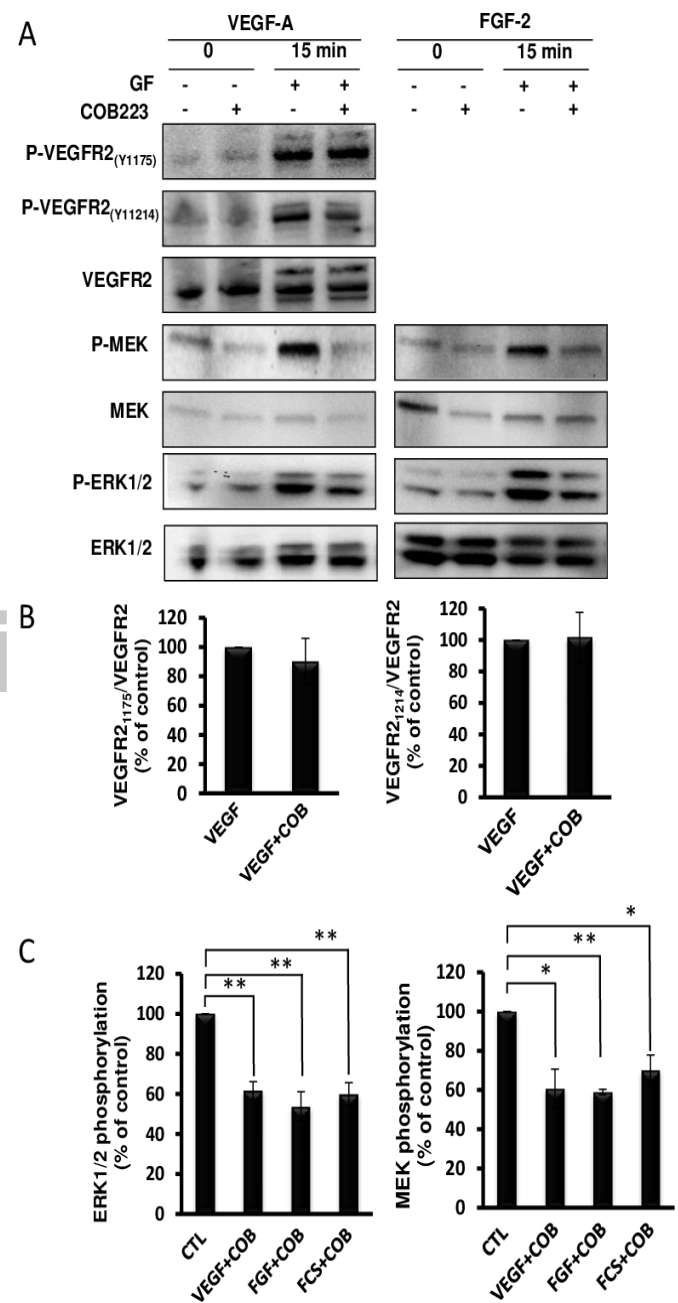 A
VEGF-A
FGF-2
0
15 min
0
15 min
GF
- - + +
- - + +
COB223
- + - +
- + - +
P-VEGFR2(Y1175)
P-VEGFR2(Y11214)
VEGFR2
P-MEK
MEK
P-ERK1/2
ERK1/2
B
VEGFR21175/VEGFR2
(% of control)
120
100
80
60
40
20
0
VEGF
VEGF+COB
VEGFR21214/VEGFR2
(% of control)
120
100
80
60
40
20
0
VEGF
VEGF+COB
C
ERK1/2 phosphorylation
(% of control)
120
100
80
60
40
20
0
**
**
**
CTL
VEGF+COB
FGF+COB
FCS+COB
MEK phosphorylation
(% of control)
120
100
80
60
40
20
0
*
**
*
CTL
VEGF+COB
FGF+COB
FCS+COB